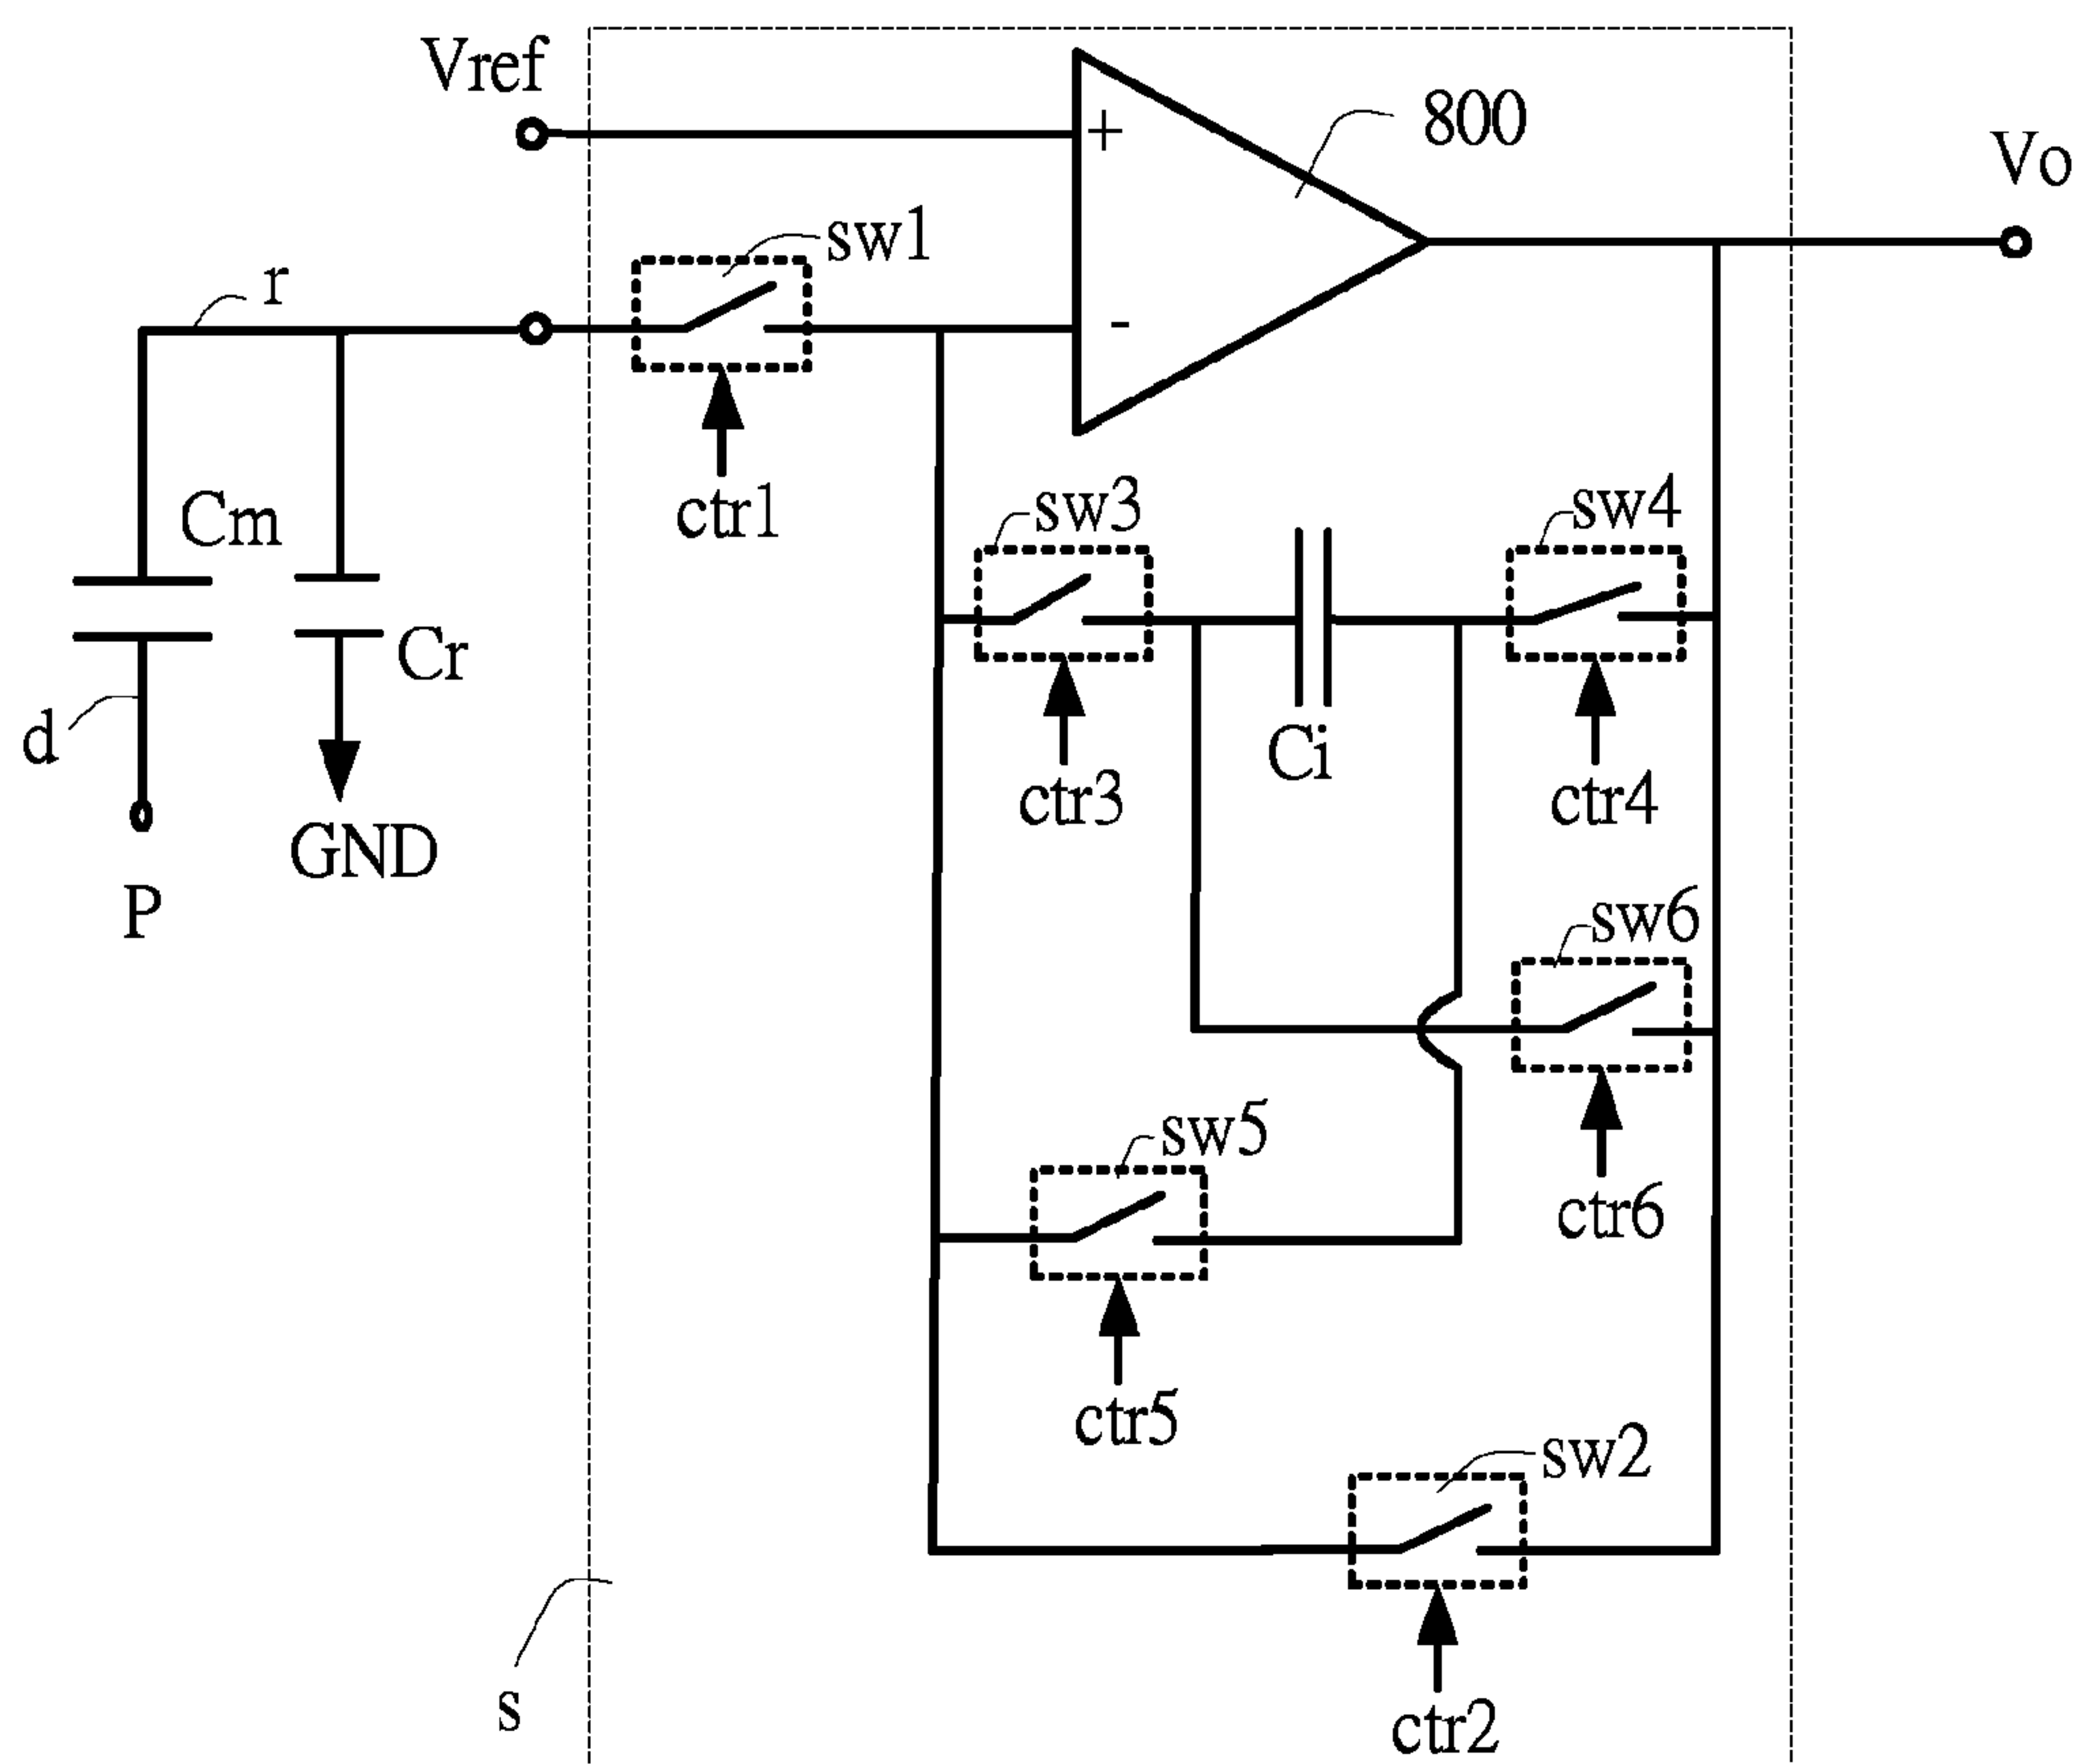 Vref
+
800
Vo
sw1
r
-
ctr1
Cm
Cr
sw3
sw4
d
Ci
ctr3
ctr4
GND
P
sw6
sw5
ctr6
ctr5
sw2
s
ctr2